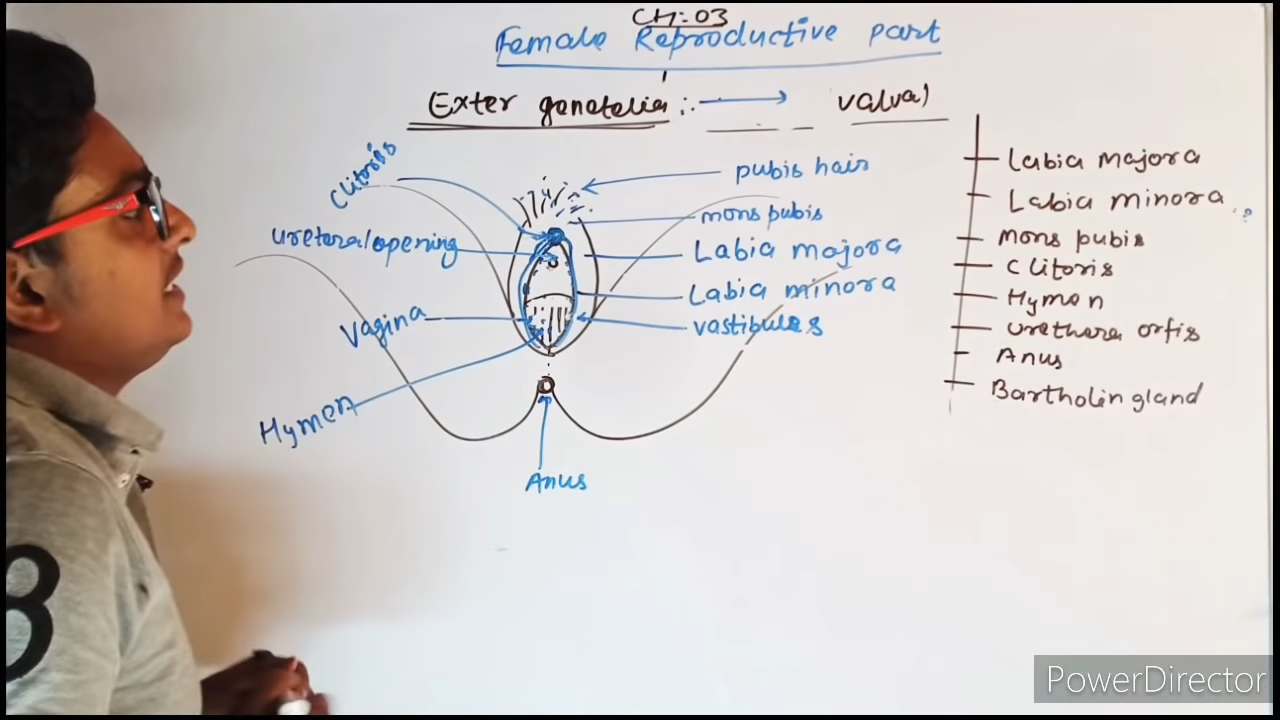 CH:-03
Female Reproductive part
Exter genetelia :- → valva)
Clitoris
pubis hair
mons pubis
ureteral opening
Labia majora
Labia minora
vagina
vastibules
Hymen
Anus
Labia majora
Labia minora
mons pubis
Clitoris
Hymen
urethera orfis
Anus
Bartholin gland
8
PowerDirector